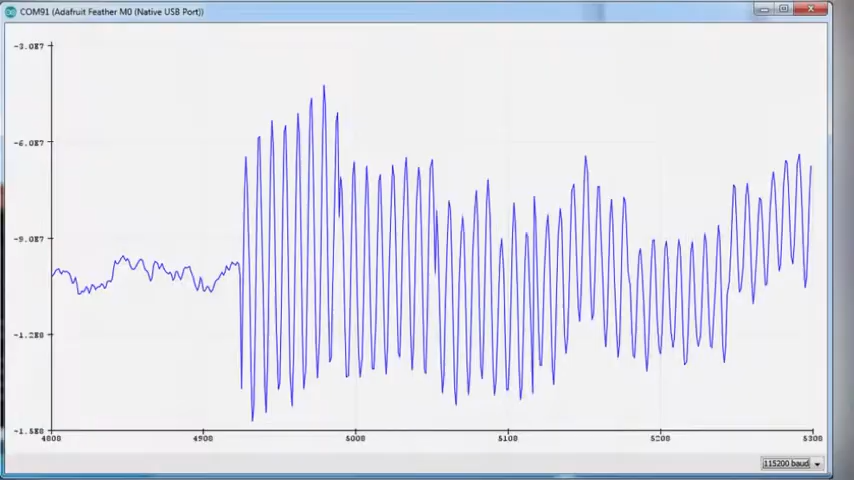 COM91 (Adafruit Feather M0 (Native USB Port))
-3.0E7
-6.0E7
-9.0E7
-1.2E8
-1.5E8
4800 4900 5000 5100 5200 5300
115200 baud